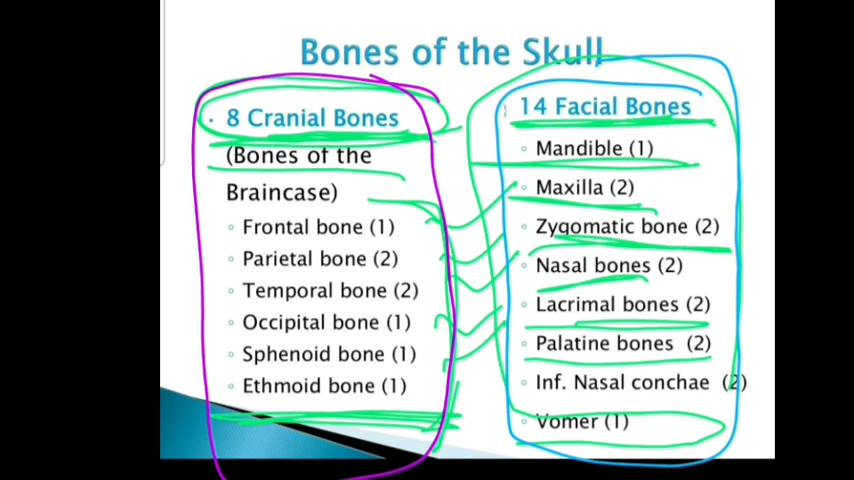 Bones of the Skull
8 Cranial Bones
(Bones of the
Braincase)
Frontal bone (1)
Parietal bone (2)
Temporal bone (2)
Occipital bone (1)
Sphenoid bone (1)
Ethmoid bone (1)
14 Facial Bones
Mandible (1)
Maxilla (2)
Zygomatic bone (2)
Nasal bones (2)
Lacrimal bones (2)
Palatine bones (2)
Inf. Nasal conchae (2)
Vomer (1)